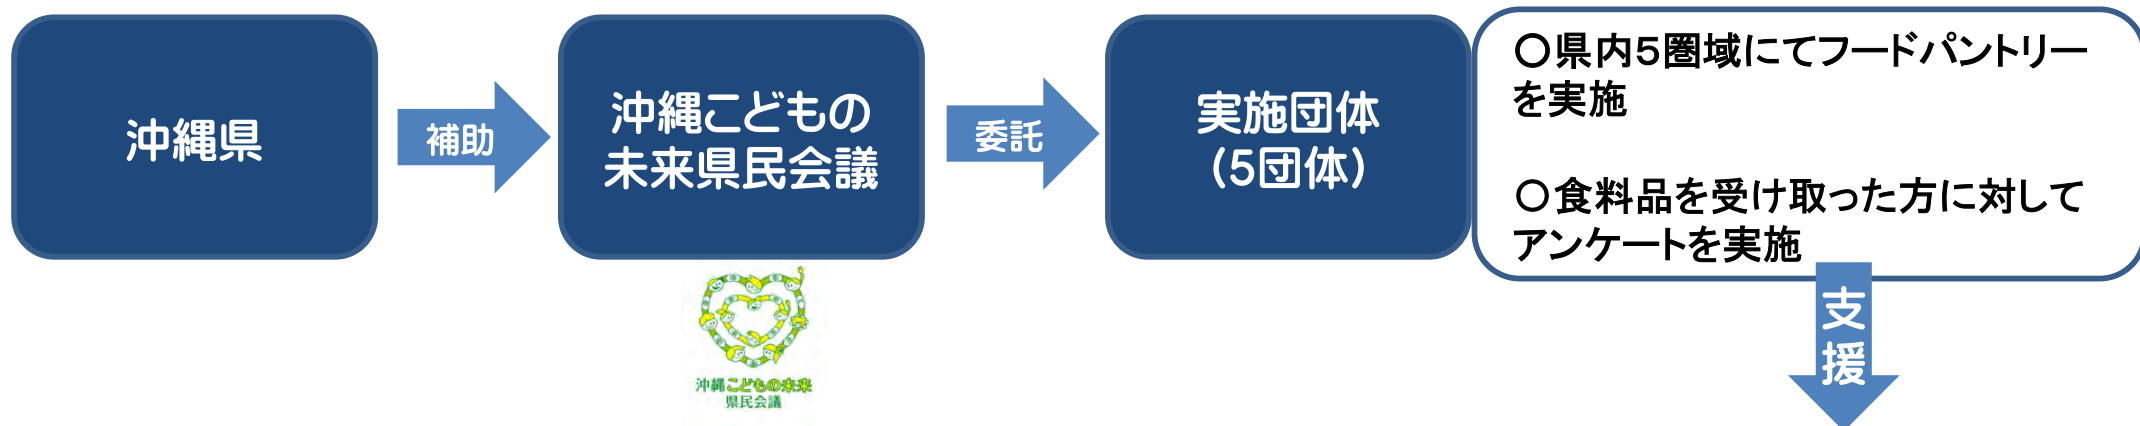 沖縄県
補助
沖縄こどもの
未来県民会議
委託
実施団体
(5団体)
〇県内5圏域にてフードパントリー
を実施
〇食料品を受け取った方に対して
アンケートを実施
支
援
沖縄こどもの未来
県民会議